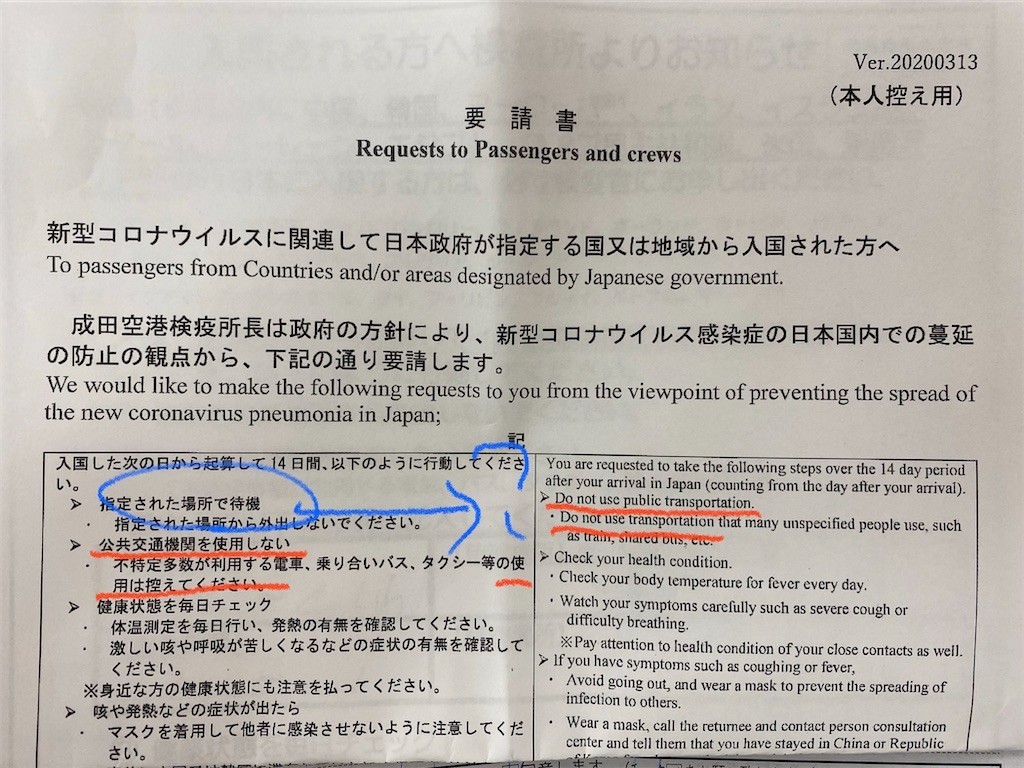 Ver.20200313
（本人控え用）
要 請 書
Requests to Passengers and crews
新型コロナウイルスに関連して日本政府が指定する国又は地域から入国された方へ
To passengers from Countries and/or areas designated by Japanese government.
成田空港検疫所長は政府の方針により、新型コロナウイルス感染症の日本国内での蔓延
の防止の観点から、下記の通り要請します。
We would like to make the following requests to you from the viewpoint of preventing the spread of
the new coronavirus pneumonia in Japan;
記
入国した次の日から起算して14日間、以下のように行動してくださ
い。
➢ 指定された場所で待機
・ 指定された場所から外出しないでください。
➢ 公共交通機関を使用しない
・ 不特定多数が利用する電車、乗り合いバス、タクシー等の使
用は控えてください。
➢ 健康状態を毎日チェック
・ 体温測定を毎日行い、発熱の有無を確認してください。
・ 激しい咳や呼吸が苦しくなるなどの症状の有無を確認して
ください。
※身近な方の健康状態にも注意を払ってください。
➢ 咳や発熱などの症状が出たら
・ マスクを着用して他者に感染させないように注意してくだ
さい。
?
You are requested to take the following steps over the 14 day period
after your arrival in Japan (counting from the day after your arrival).
➢ Do not use public transportation.
・Do not use transportation that many unspecified people use, such
as train, shared bus, etc.
➢ Check your health condition.
・Check your body temperature for fever every day.
・ Watch your symptoms carefully such as severe cough or
difficulty breathing.
※Pay attention to health condition of your close contacts as well.
➢ If you have symptoms such as coughing or fever,
・ Avoid going out, and wear a mask to prevent the spreading of
infection to others.
・ Wear a mask, call the returnee and contact person consultation
center and tell them that you have stayed in China or Republic